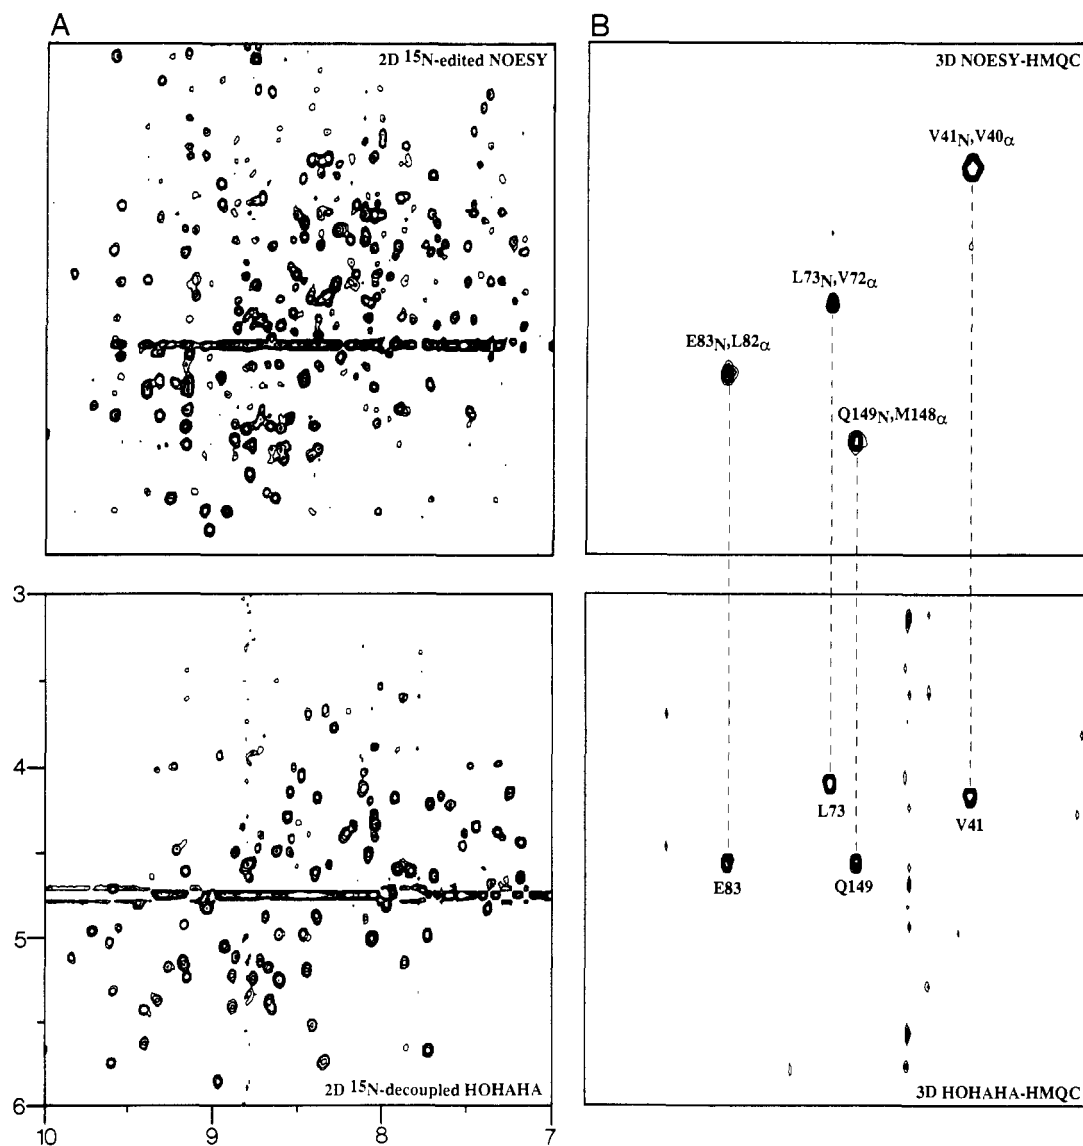 A
B
2D 15N-edited NOESY
3D NOESY-HMQC
V41N,V40α
L73N,V72α
E83N,L82α
Q149N,M148α
3
4
5
6
L73
V41
E83
Q149
2D 15N-decoupled HOHAHA
3D HOHAHA-HMQC
10
9
8
7